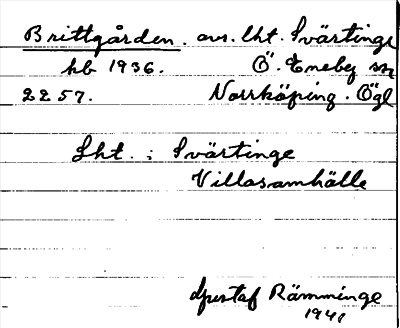 Brittgården. avs. lht. Svärtinge
hb 1936. Ö. Eneby sn
2257. Norrköping. Ögl
Lht. : Svärtinge
Villasamhälle
Gustaf Rämminge
1941